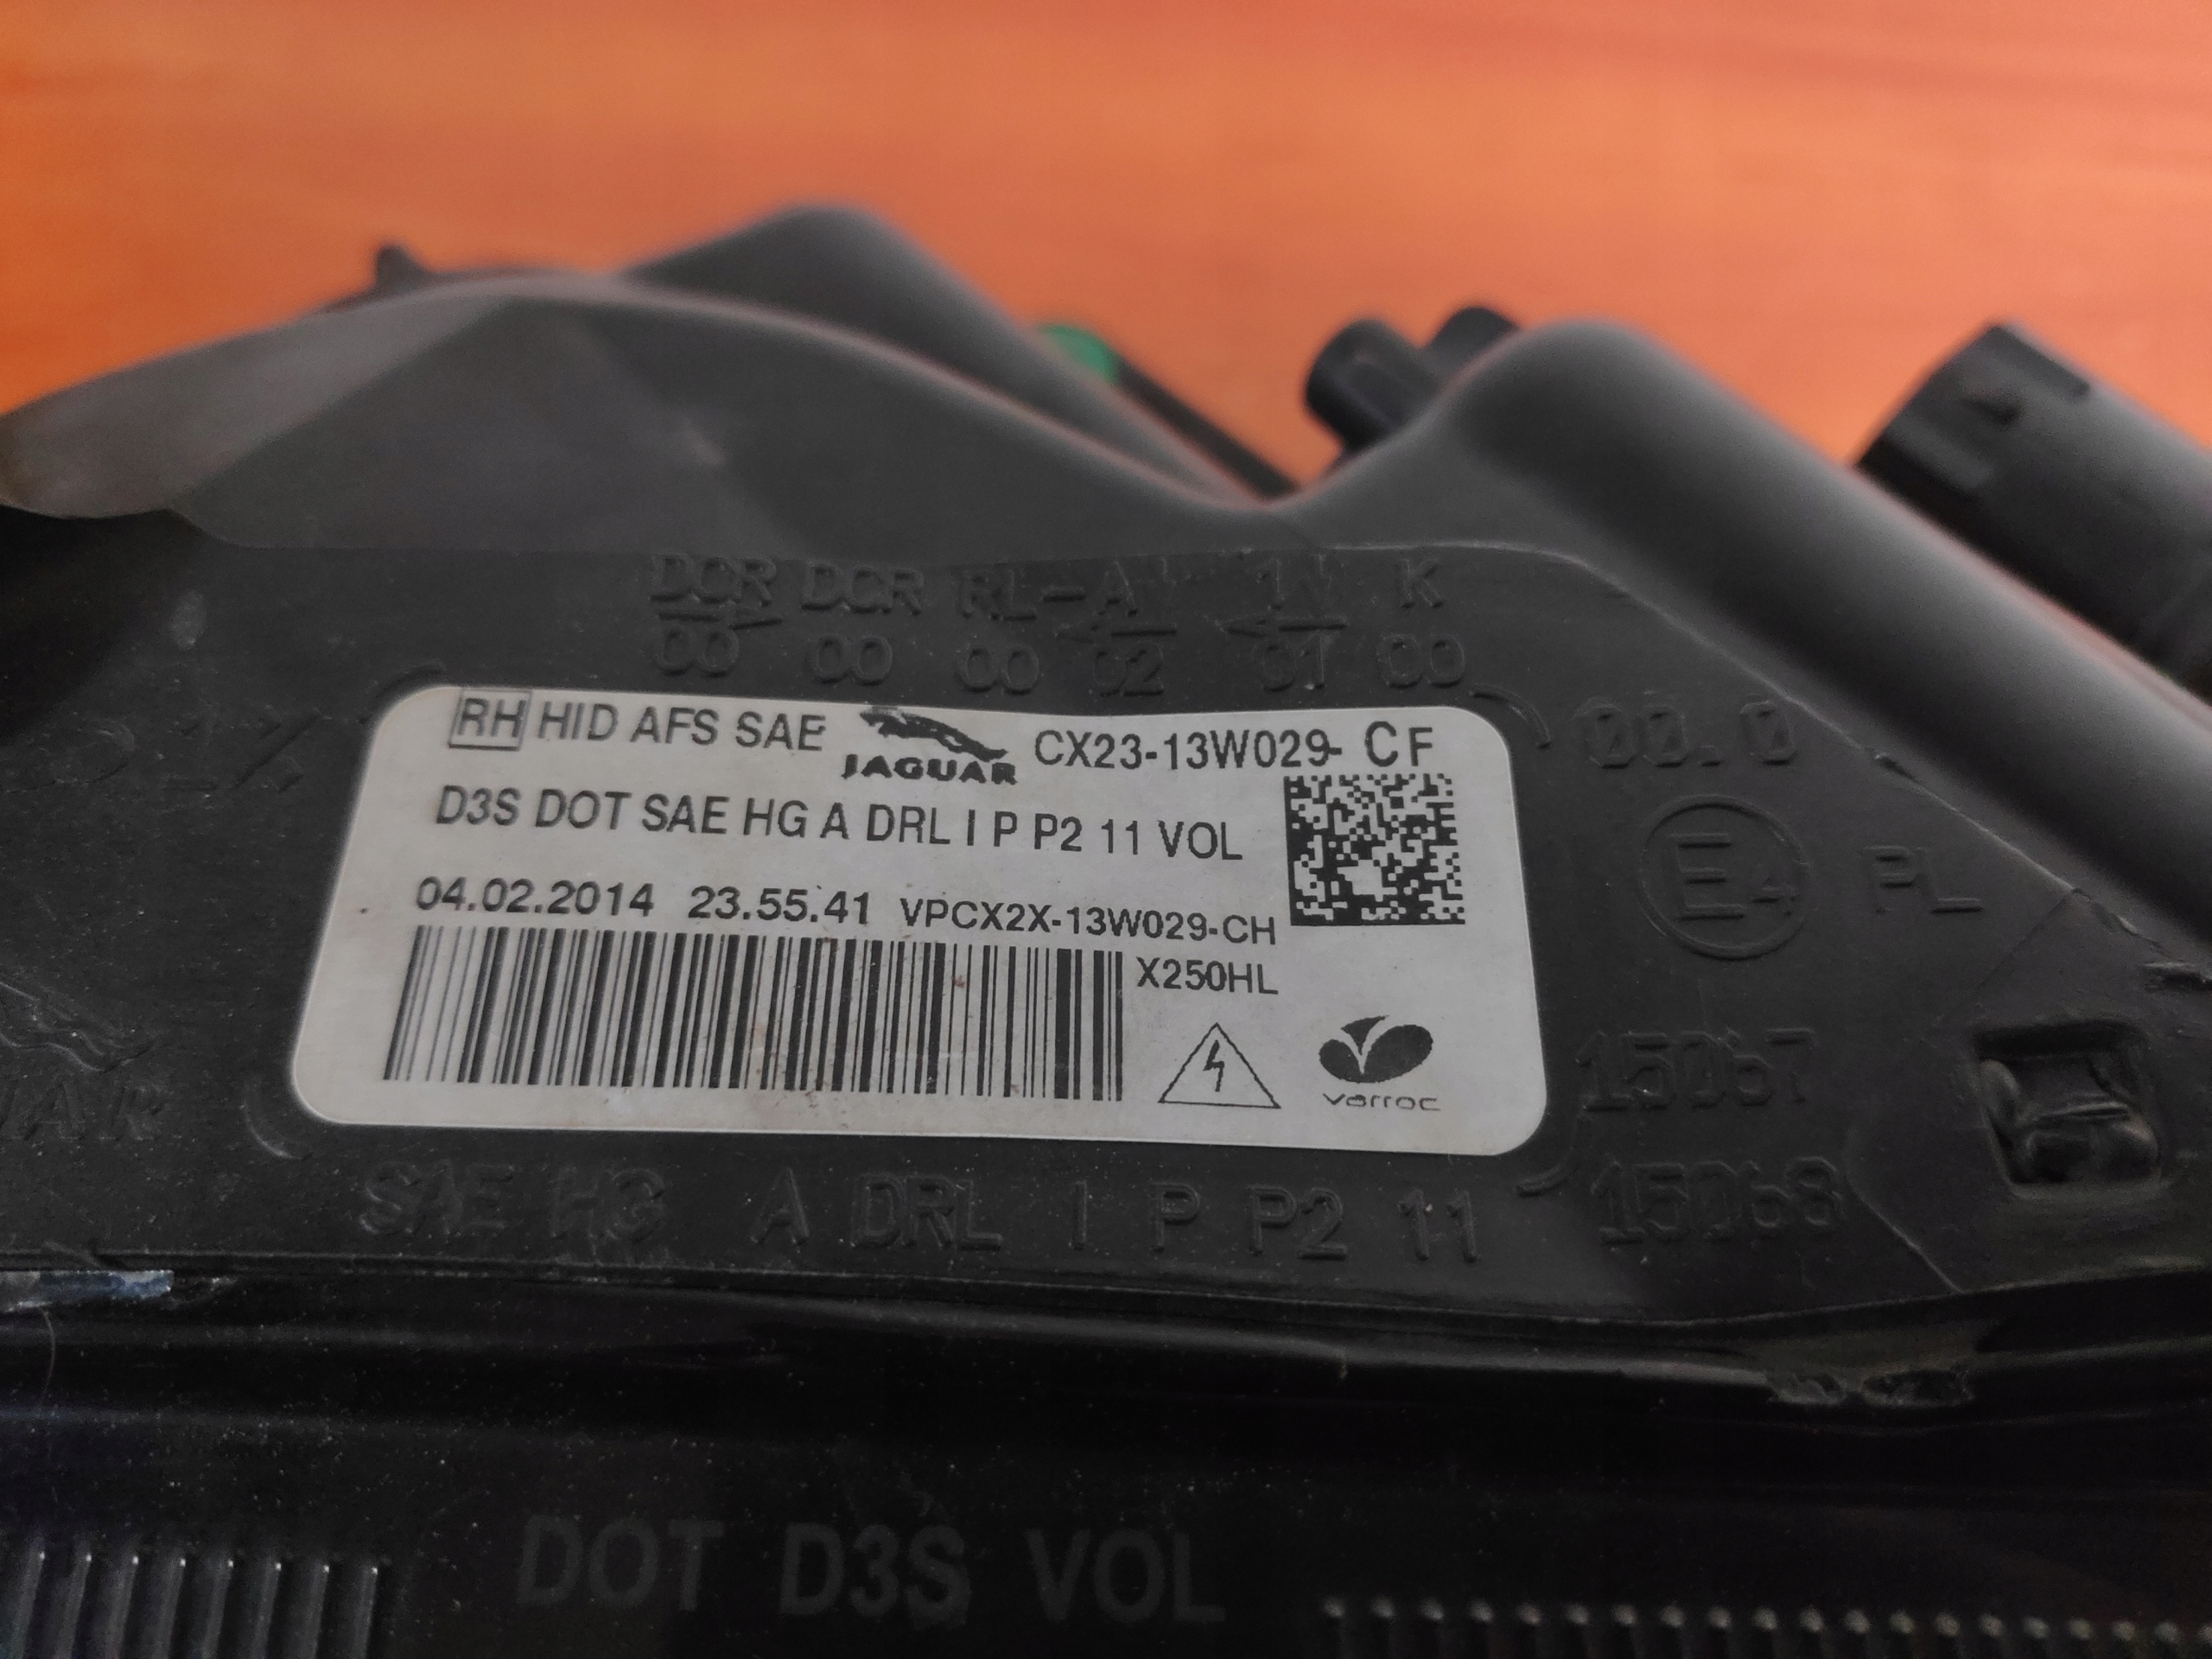 DCR DCR RL-A 1 K
00 00 00 02 01 00
RH HID AFS SAE JAGUAR CX23-13W029- CF
D3S DOT SAE HG A DRL I P P2 11 VOL
04.02.2014 23.55.41 VPCX2X-13W029-CH
X250HL
varroc
00.0
E4 PL
15067
15068
SAE HG A DRL I P P2 11
DOT D3S VOL